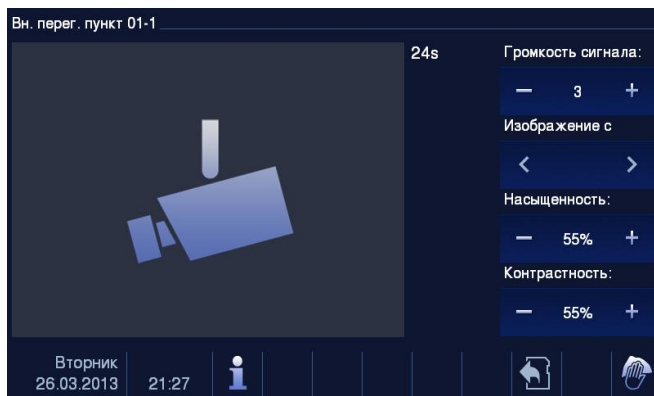 Вн. перег. пункт 01-1
24s
Громкость сигнала:
— 3 +
Изображение с
< >
Насыщенность:
— 55% +
Контрастность:
— 55% +
Вторник
26.03.2013 21:27